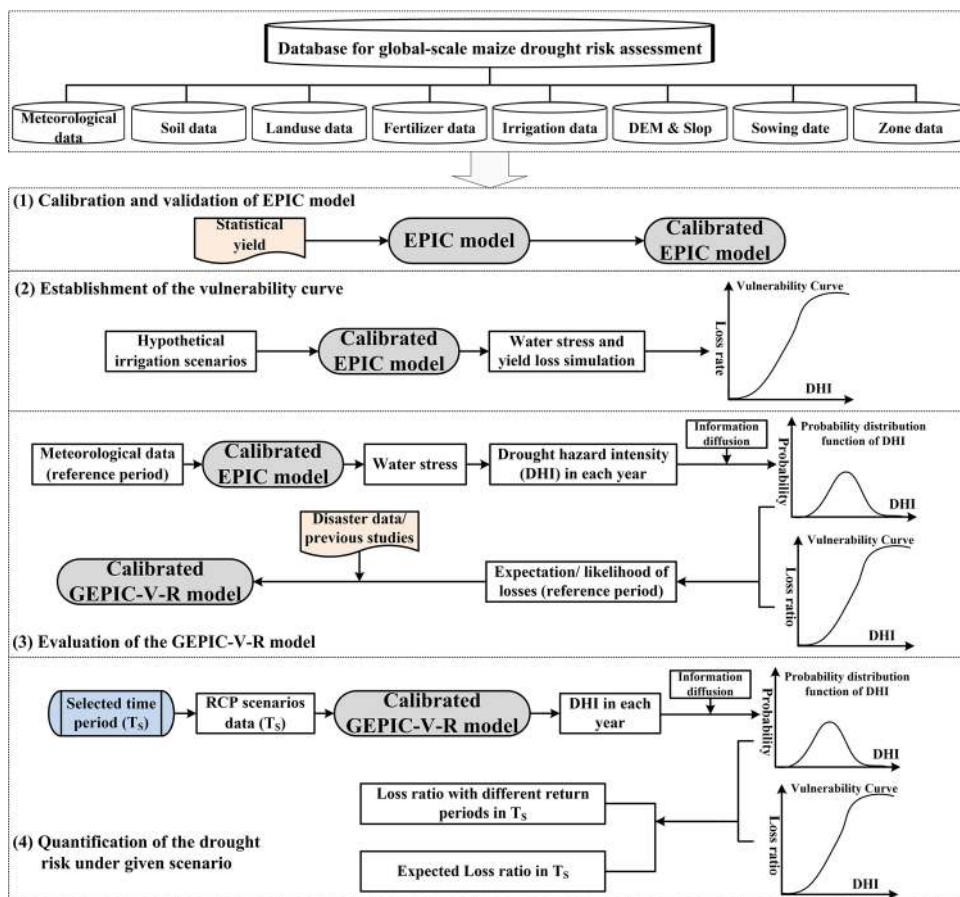 Database for global-scale maize drought risk assessment
Meteorological
data
Soil data
Landuse data
Fertilizer data
Irrigation data
DEM & Slop
Sowing date
Zone data
(1) Calibration and validation of EPIC model
Statistical
yield
EPIC model
Calibrated
EPIC model
(2) Establishment of the vulnerability curve
Hypothetical
irrigation scenarios
Calibrated
EPIC model
Water stress and
yield loss simulation
Vulnerability Curve
Loss rate
DHI
Meteorological data
(reference period)
Calibrated
EPIC model
Water stress
Drought hazard intensity
(DHI) in each year
Information
diffusion
Probability distribution
function of DHI
Probability
DHI
Disaster data/
previous studies
Calibrated
GEPIC-V-R model
Expectation/ likelihood of
losses (reference period)
Vulnerability Curve
Loss ratio
DHI
(3) Evaluation of the GEPIC-V-R model
Selected time
period (TS)
RCP scenarios
data (TS)
Calibrated
GEPIC-V-R model
DHI in each
year
Information
diffusion
Probability distribution
function of DHI
Probability
DHI
Loss ratio with different return
periods in TS
Expected Loss ratio in TS
Vulnerability Curve
Loss ratio
DHI
(4) Quantification of the drought
risk under given scenario